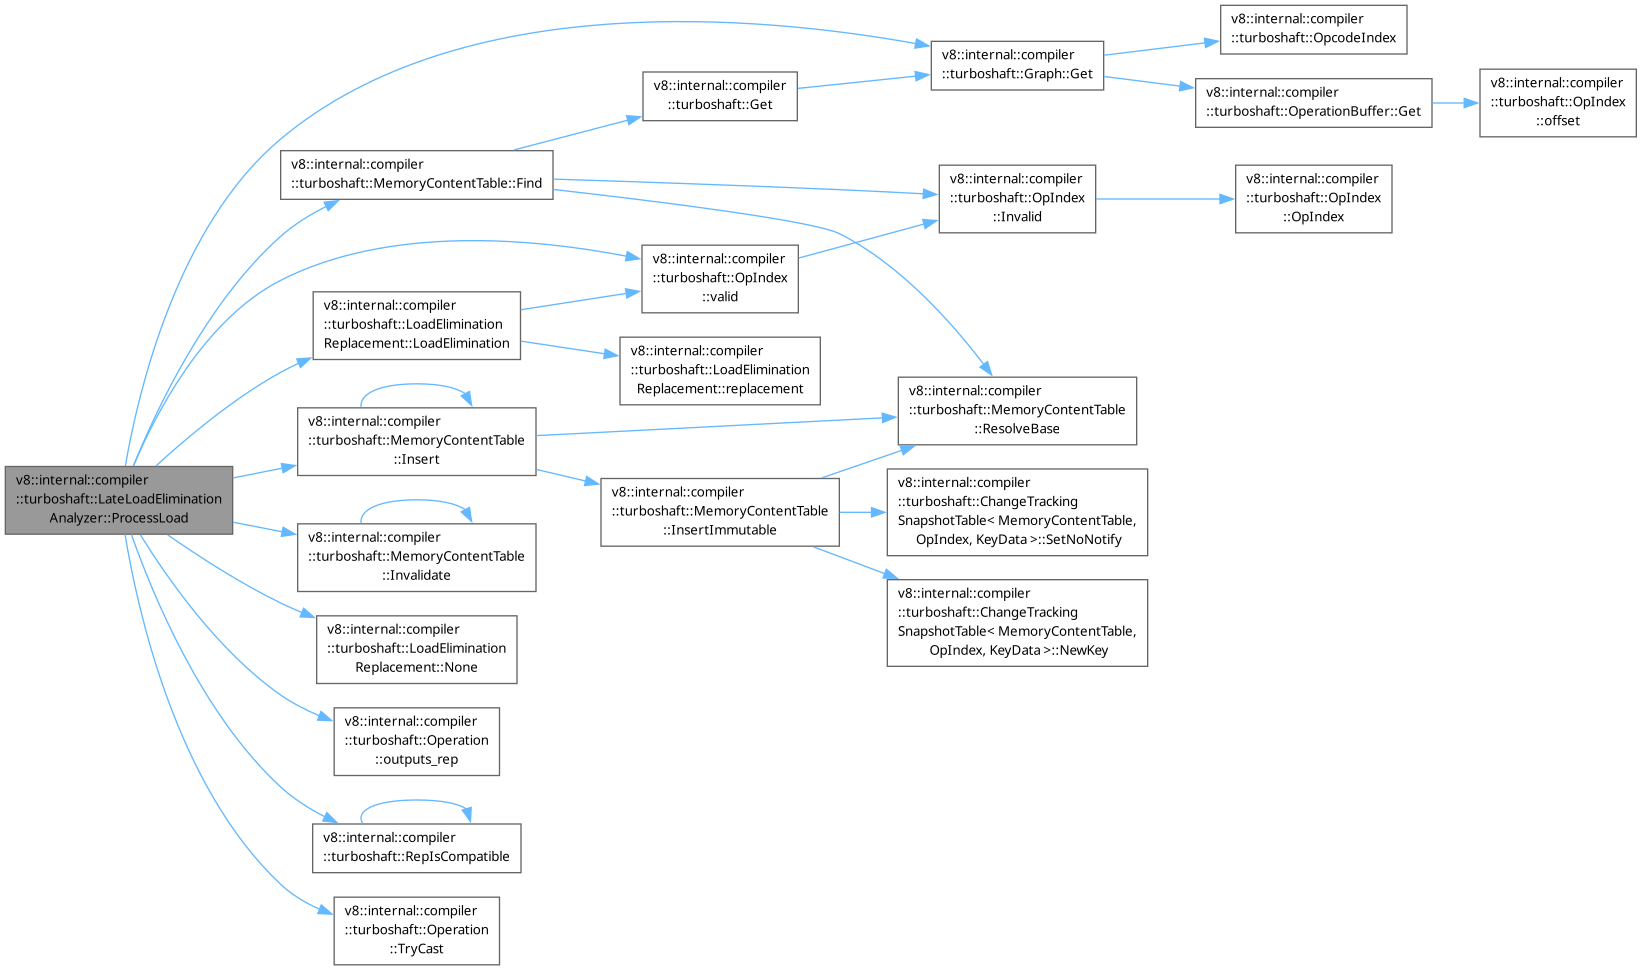 v8::internal::compiler
::turboshaft::LateLoadElimination
Analyzer::ProcessLoad
v8::internal::compiler
::turboshaft::MemoryContentTable::Find
v8::internal::compiler
::turboshaft::LoadElimination
Replacement::LoadElimination
v8::internal::compiler
::turboshaft::MemoryContentTable
::Insert
v8::internal::compiler
::turboshaft::MemoryContentTable
::Invalidate
v8::internal::compiler
::turboshaft::LoadElimination
Replacement::None
v8::internal::compiler
::turboshaft::Operation
::outputs_rep
v8::internal::compiler
::turboshaft::RepIsCompatible
v8::internal::compiler
::turboshaft::Operation
::TryCast
v8::internal::compiler
::turboshaft::Get
v8::internal::compiler
::turboshaft::OpIndex
::valid
v8::internal::compiler
::turboshaft::LoadElimination
Replacement::replacement
v8::internal::compiler
::turboshaft::MemoryContentTable
::InsertImmutable
v8::internal::compiler
::turboshaft::Graph::Get
v8::internal::compiler
::turboshaft::OpIndex
::Invalid
v8::internal::compiler
::turboshaft::MemoryContentTable
::ResolveBase
v8::internal::compiler
::turboshaft::ChangeTracking
SnapshotTable< MemoryContentTable,
OpIndex, KeyData >::SetNoNotify
v8::internal::compiler
::turboshaft::ChangeTracking
SnapshotTable< MemoryContentTable,
OpIndex, KeyData >::NewKey
v8::internal::compiler
::turboshaft::OpcodeIndex
v8::internal::compiler
::turboshaft::OperationBuffer::Get
v8::internal::compiler
::turboshaft::OpIndex
::OpIndex
v8::internal::compiler
::turboshaft::OpIndex
::offset